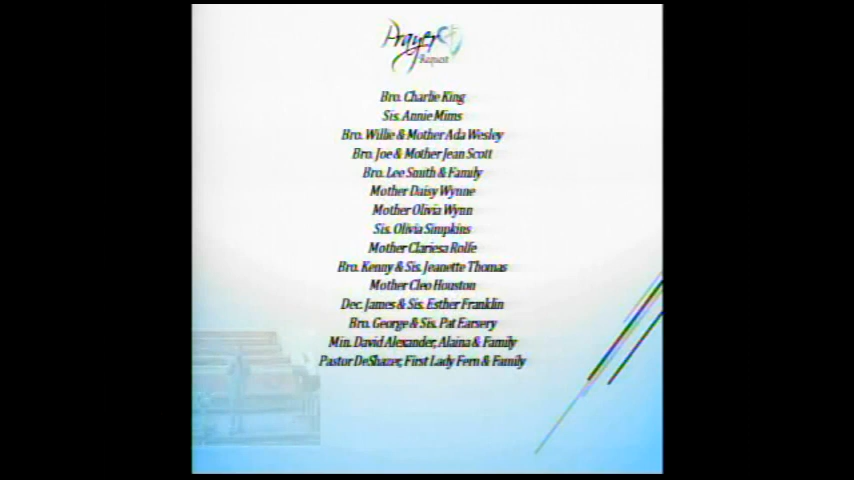 Prayer
Request
Bro. Charlie King
Sis. Annie Mims
Bro. Willie & Mother Ada Wesley
Bro. Joe & Mother Jean Scott
Bro. Lee Smith & Family
Mother Daisy Wynne
Mother Olivia Wynn
Sis. Olivia Simpkins
Mother Clariesa Rolfe
Bro. Kenny & Sis. Jeanette Thomas
Mother Cleo Houston
Dec. James & Sis. Esther Franklin
Bro. George & Sis. Pat Earsery
Min. David Alexander, Alaina & Family
Pastor DeShazer, First Lady Fern & Family